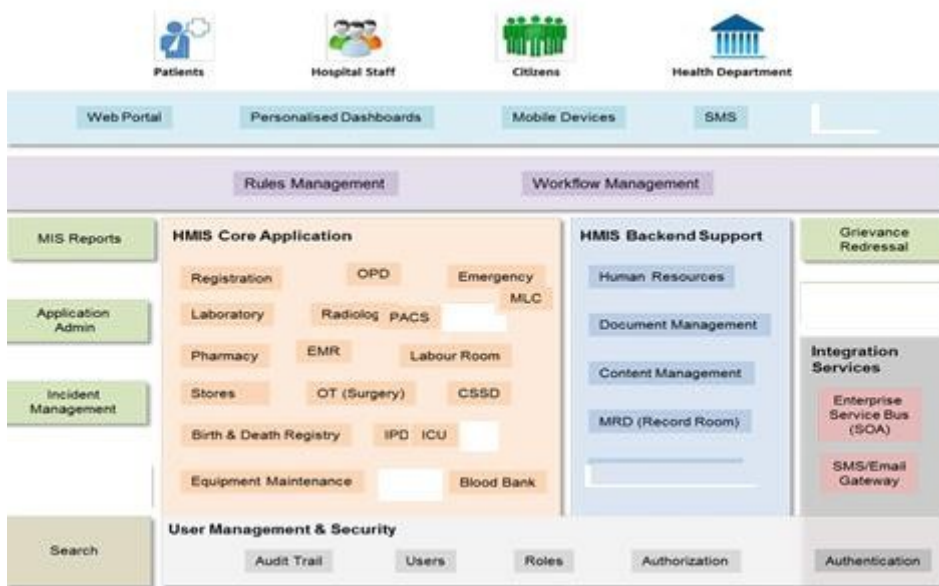 Patients
Hospital Staff
Citizens
Health Department
Web Portal
Personalised Dashboards
Mobile Devices
SMS
Rules Management
Workflow Management
MIS Reports
Application
Admin
Incident
Management
Search
HMIS Core Application
Registration
OPD
Emergency
MLC
Laboratory
Radiolog
PACS
Pharmacy
EMR
Labour Room
Stores
OT (Surgery)
CSSD
Birth & Death Registry
IPD
ICU
Equipment Maintenance
Blood Bank
HMIS Backend Support
Human Resources
Document Management
Content Management
MRD (Record Room)
Grievance
Redressal
Integration
Services
Enterprise
Service Bus
(SOA)
SMS/Email
Gateway
User Management & Security
Audit Trail
Users
Roles
Authorization
Authentication